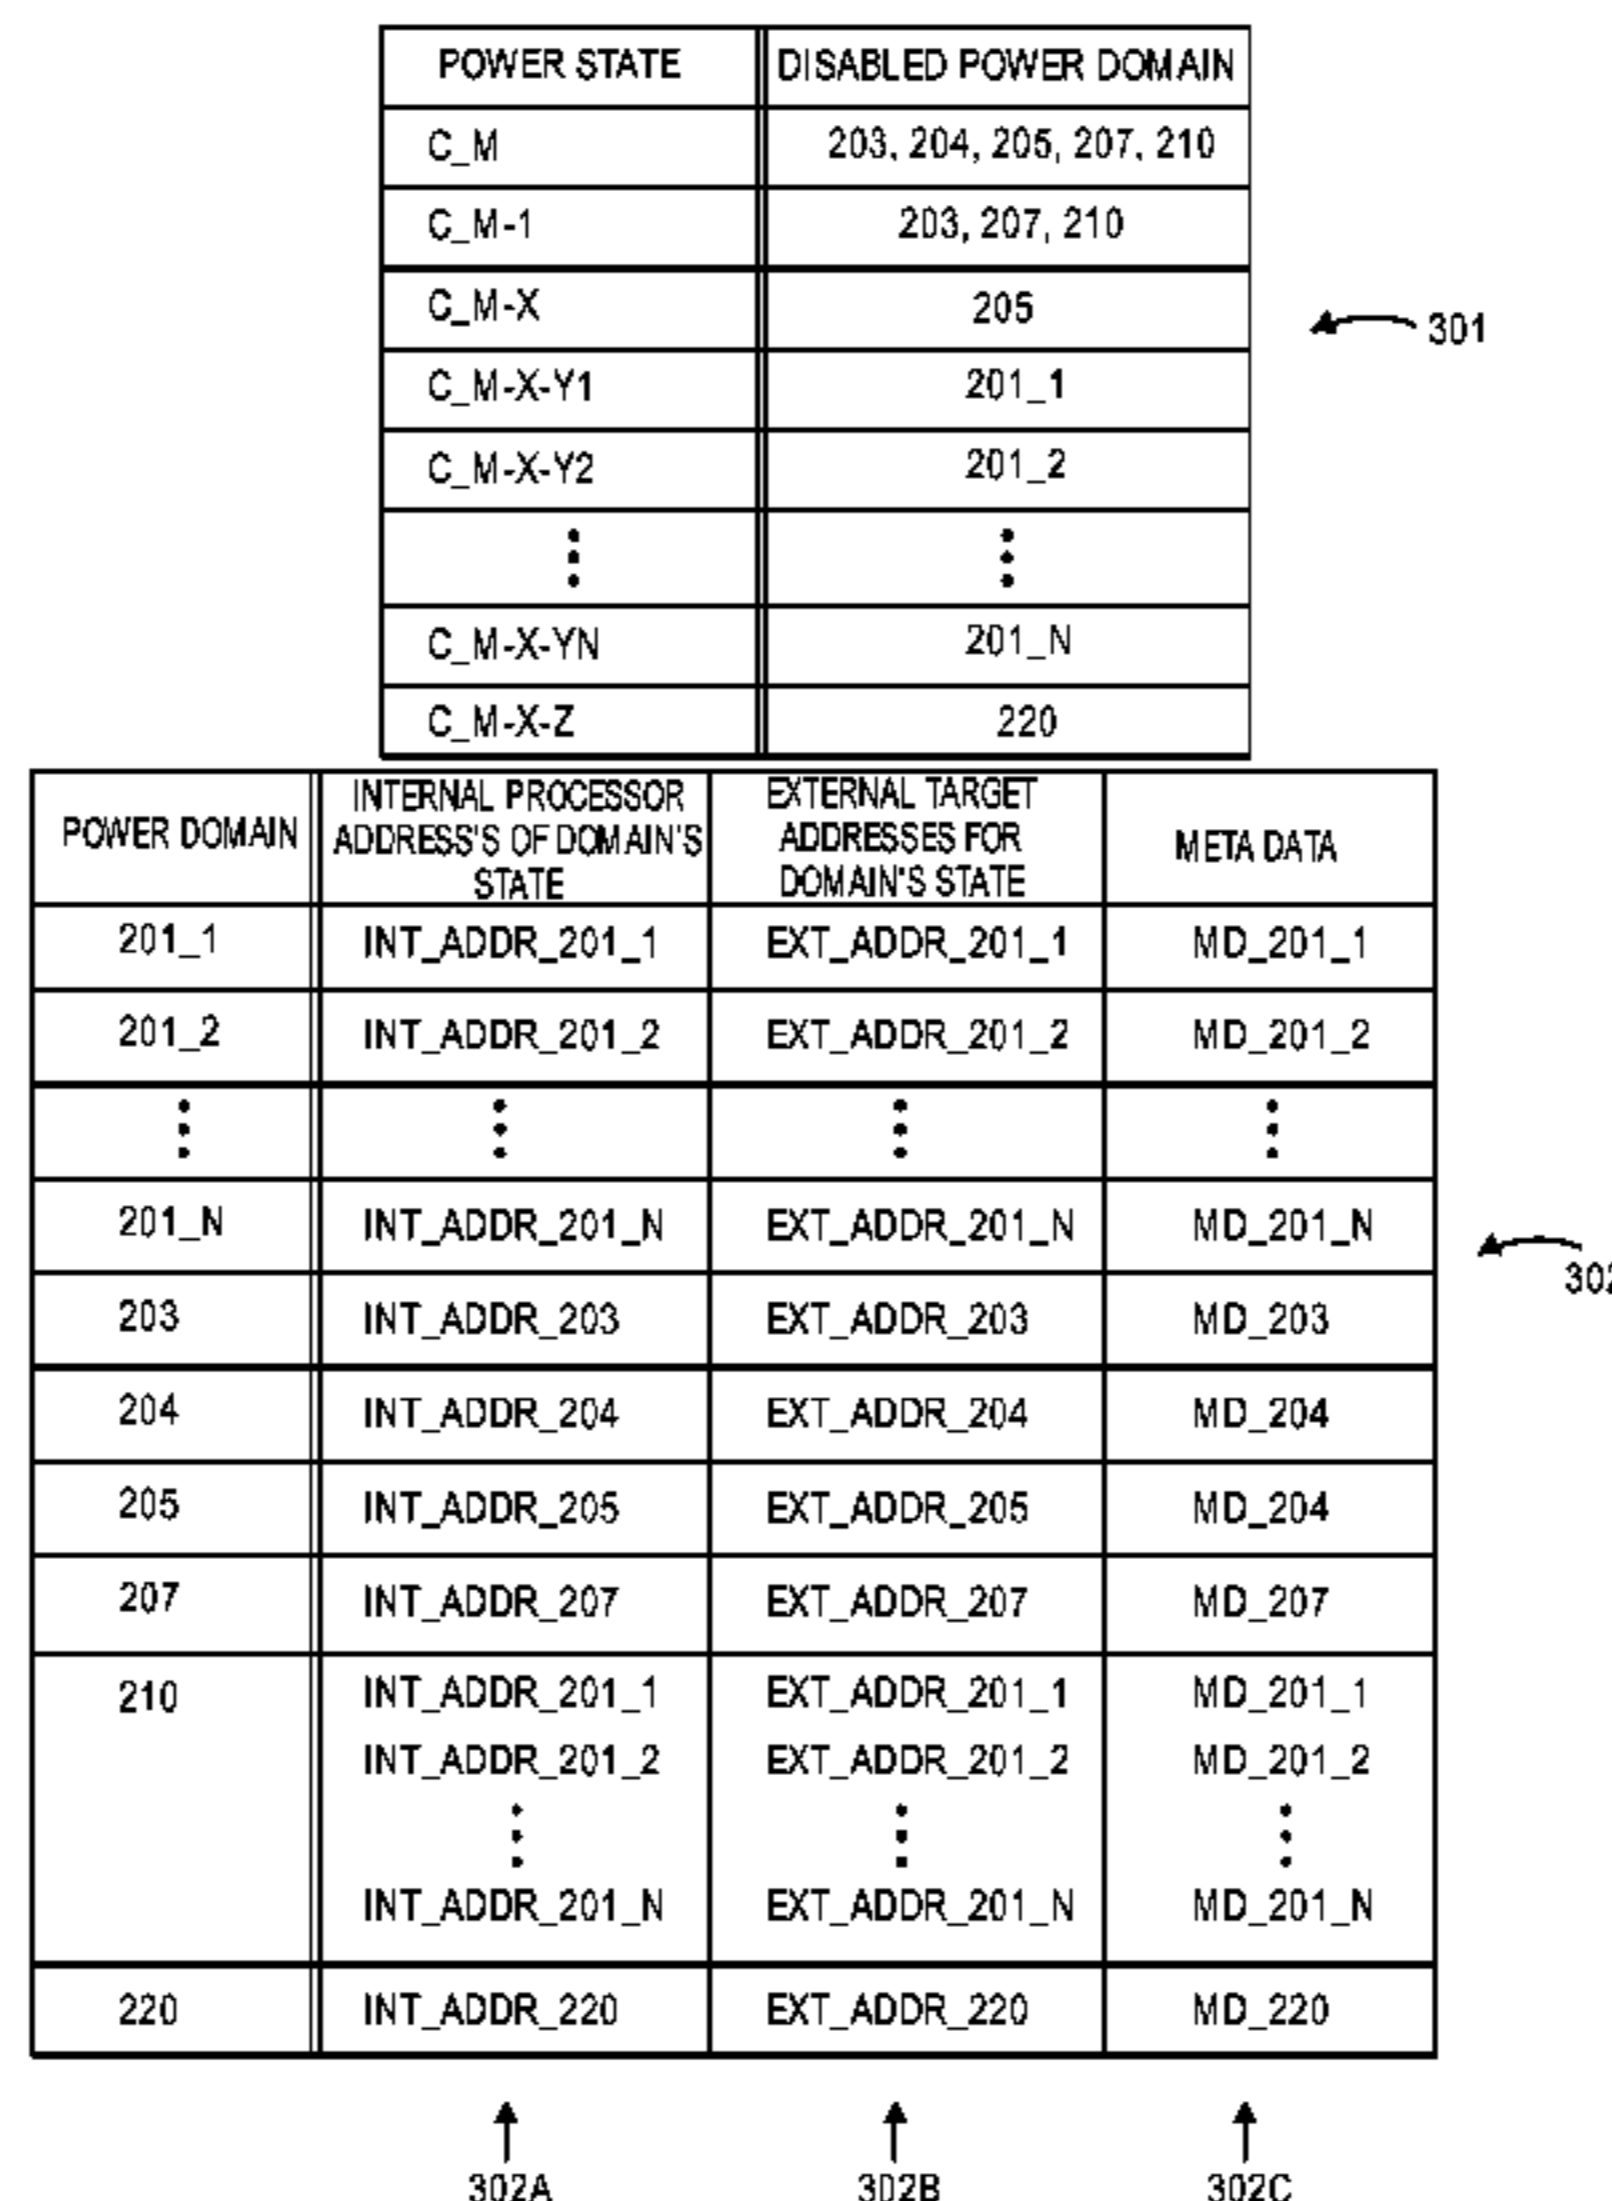 POWER STATE DISABLED POWER DOMAIN
C_M 203, 204, 205, 207, 210
C_M-1 203, 207, 210
C_M-X 205
301
C_M-X-Y1 201_1
C_M-X-Y2 201_2
C_M-X-YN 201_N
C_M-X-Z 220
POWER DOMAIN
INTERNAL PROCESSOR
ADDRESS'S OF DOMAIN'S
STATE
EXTERNAL TARGET
ADDRESSES FOR
DOMAIN'S STATE
META DATA
201_1 INT_ADDR_201_1 EXT_ADDR_201_1 MD_201_1
201_2 INT_ADDR_201_2 EXT_ADDR_201_2 MD_201_2
201_N INT_ADDR_201_N EXT_ADDR_201_N MD_201_N
302
203 INT_ADDR_203 EXT_ADDR_203 MD_203
204 INT_ADDR_204 EXT_ADDR_204 MD_204
205 INT_ADDR_205 EXT_ADDR_205 MD_204
207 INT_ADDR_207 EXT_ADDR_207 MD_207
210 INT_ADDR_201_1 EXT_ADDR_201_1 MD_201_1
INT_ADDR_201_2 EXT_ADDR_201_2 MD_201_2
INT_ADDR_201_N EXT_ADDR_201_N MD_201_N
220 INT_ADDR_220 EXT_ADDR_220 MD_220
302A 302B 302C